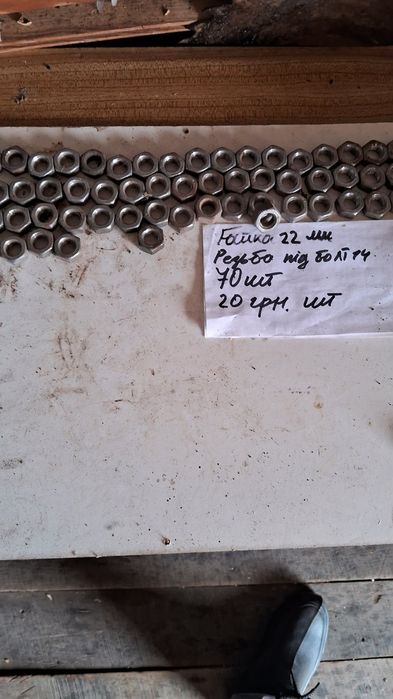 Гайка 22 мм
Резьба під болт 14
70 шт
20 грн. шт